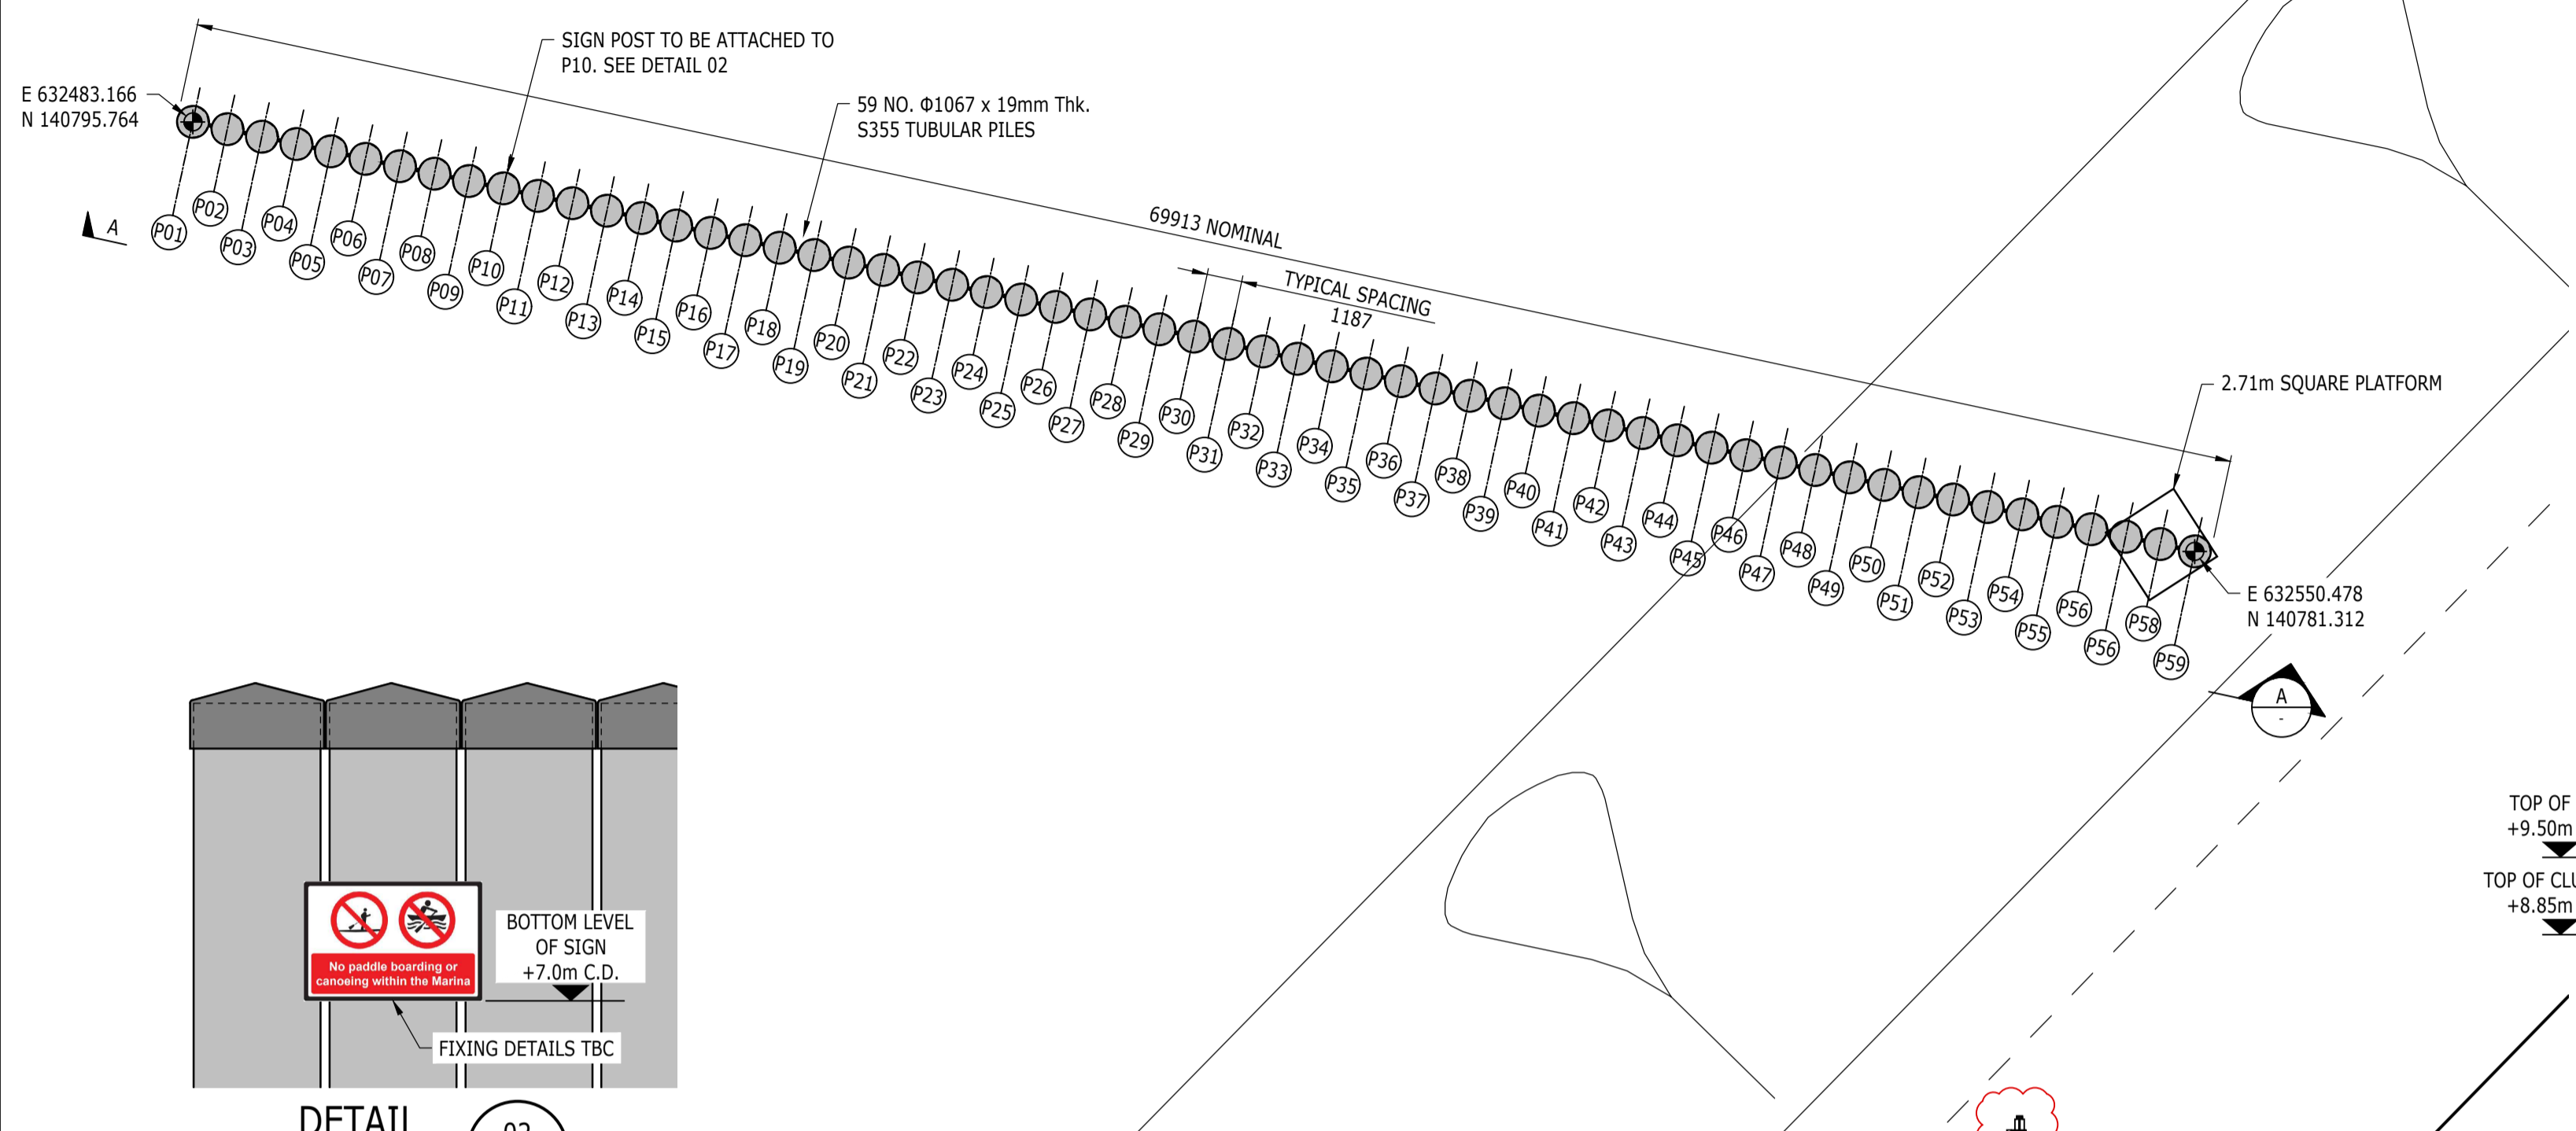 SIGN POST TO BE ATTACHED TO
P10. SEE DETAIL 02
E 632483.166
N 140795.764
59 NO. Φ1067 x 19mm Thk.
S355 TUBULAR PILES
69913 NOMINAL
TYPICAL SPACING
1187
2.71m SQUARE PLATFORM
A
P01
P02
P03
P04
P05
P06
P07
P08
P09
P10
P11
P12
P13
P14
P15
P16
P17
P18
P19
P20
P21
P22
P23
P24
P25
P26
P27
P28
P29
P30
P31
P32
P33
P34
P35
P36
P37
P38
P39
P40
P41
P42
P43
P44
P45
P46
P47
P48
P49
P50
P51
P52
P53
P54
P55
P56
P56
P58
P59
E 632550.478
N 140781.312
A
-
TOP OF
+9.50m
TOP OF CLU
+8.85m
No paddle boarding or
canoeing within the Marina
BOTTOM LEVEL
OF SIGN
+7.0m C.D.
FIXING DETAILS TBC
DETAIL
02